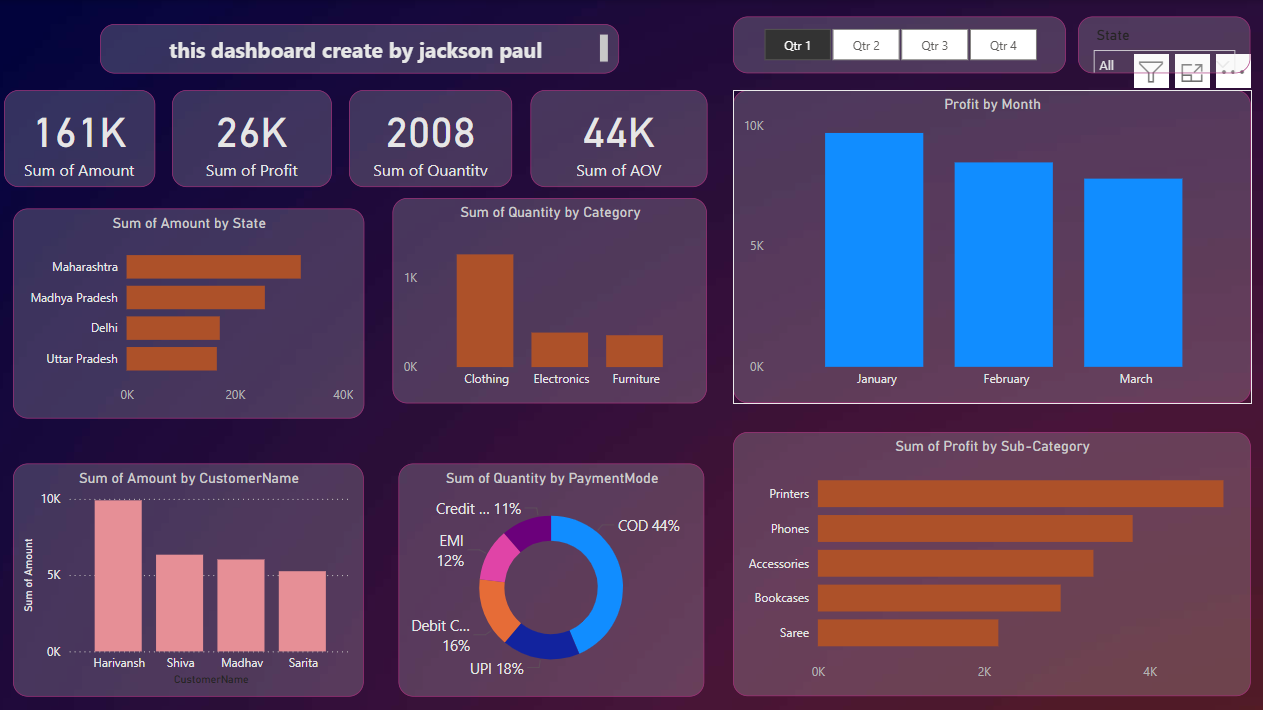 this dashboard create by jackson paul
Qtr 1
Qtr 2
Qtr 3
Qtr 4
State
All
161K
Sum of Amount
26K
Sum of Profit
2008
Sum of Quantity
44K
Sum of AOV
Profit by Month
10K
5K
0K
January
February
March
Sum of Amount by State
Maharashtra
Madhya Pradesh
Delhi
Uttar Pradesh
0K
20K
40K
Sum of Quantity by Category
1K
0K
Clothing
Electronics
Furniture
Sum of Amount by CustomerName
Sum of Amount
10K
5K
0K
Harivansh
Shiva
Madhav
Sarita
CustomerName
Sum of Quantity by PaymentMode
Credit ... 11%
COD 44%
EMI
12%
Debit C...
16%
UPI 18%
Sum of Profit by Sub-Category
Printers
Phones
Accessories
Bookcases
Saree
0K
2K
4K